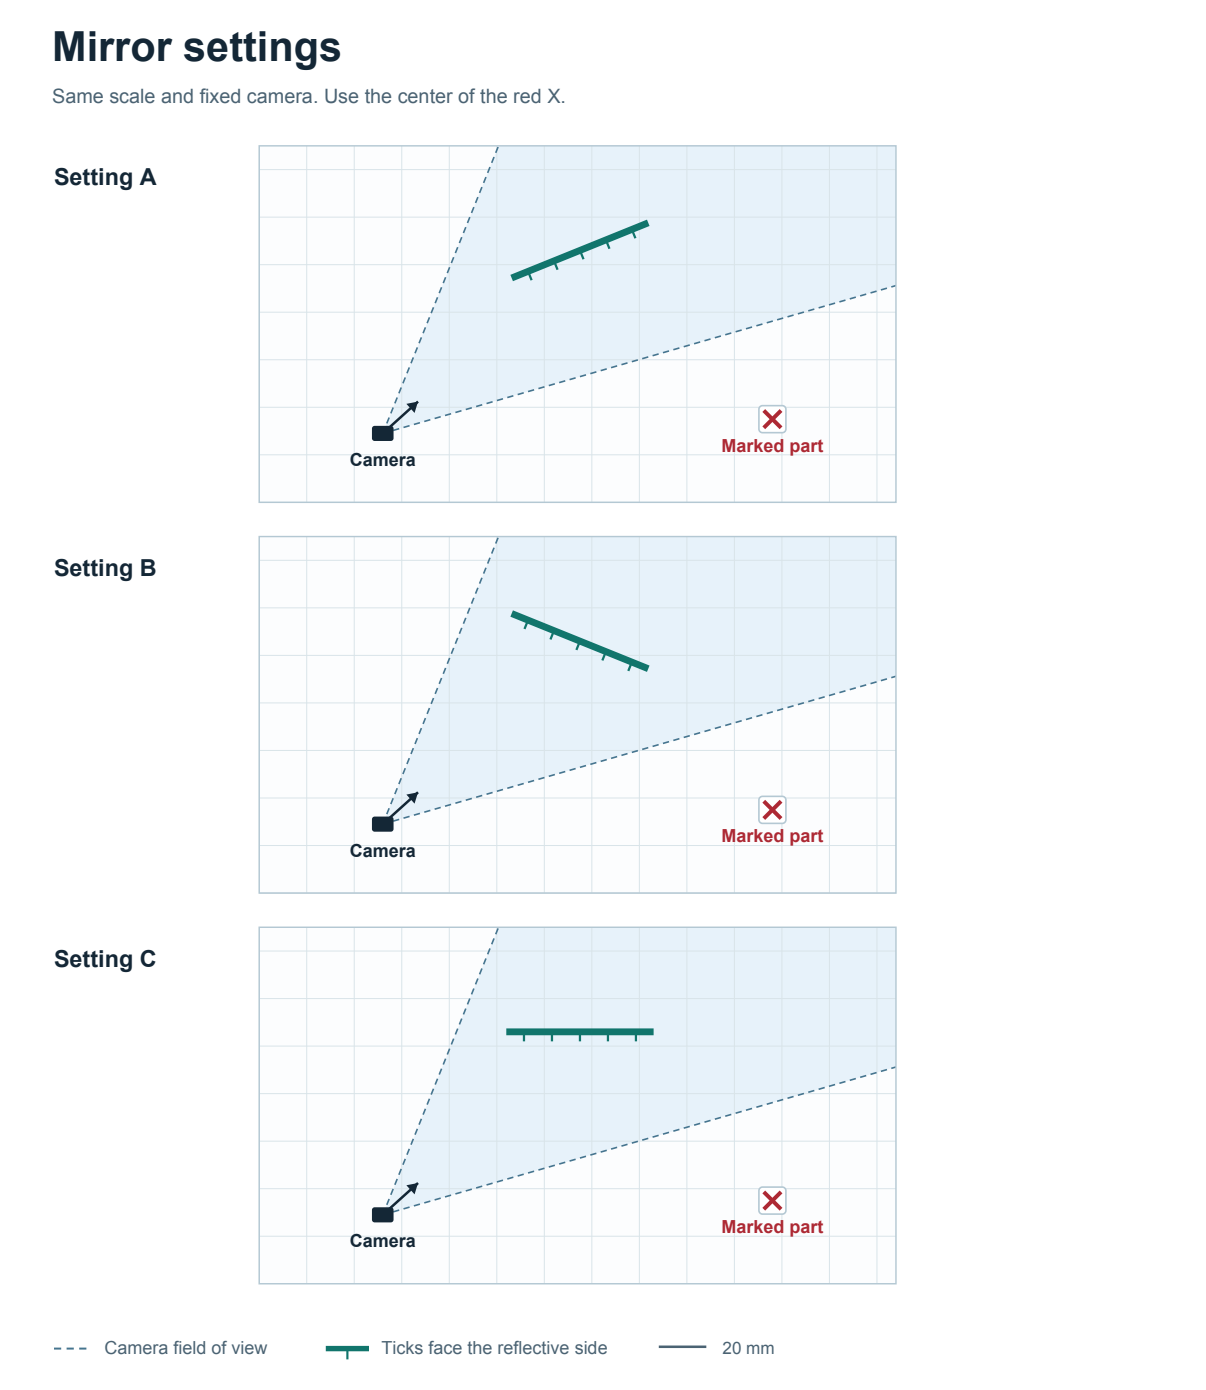 Mirror settings
Same scale and fixed camera. Use the center of the red X.
Setting A
Camera
Marked part
Setting B
Camera
Marked part
Setting C
Camera
Marked part
Camera field of view
Ticks face the reflective side
20 mm